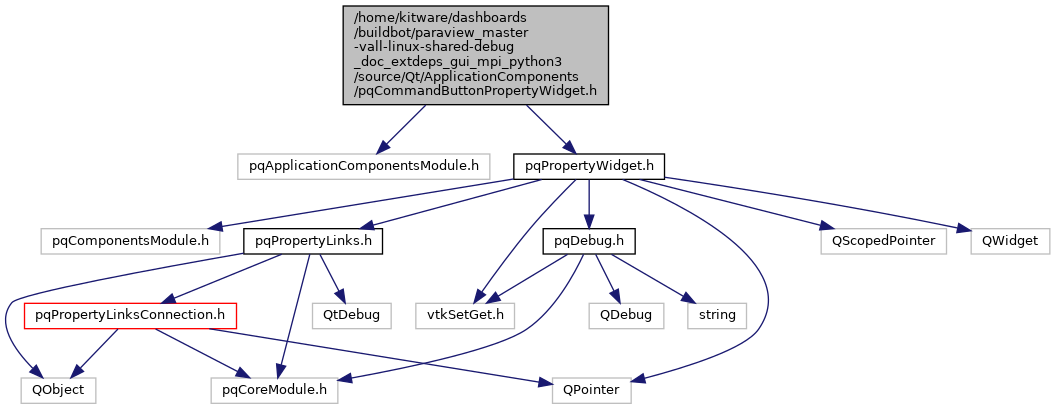 /home/kitware/dashboards
/buildbot/paraview_master
-vall-linux-shared-debug
_doc_extdeps_gui_mpi_python3
/source/Qt/ApplicationComponents
/pqCommandButtonPropertyWidget.h
pqApplicationComponentsModule.h
pqPropertyWidget.h
pqComponentsModule.h
pqPropertyLinks.h
pqDebug.h
QScopedPointer
QWidget
pqPropertyLinksConnection.h
QtDebug
vtkSetGet.h
QDebug
string
QObject
pqCoreModule.h
QPointer